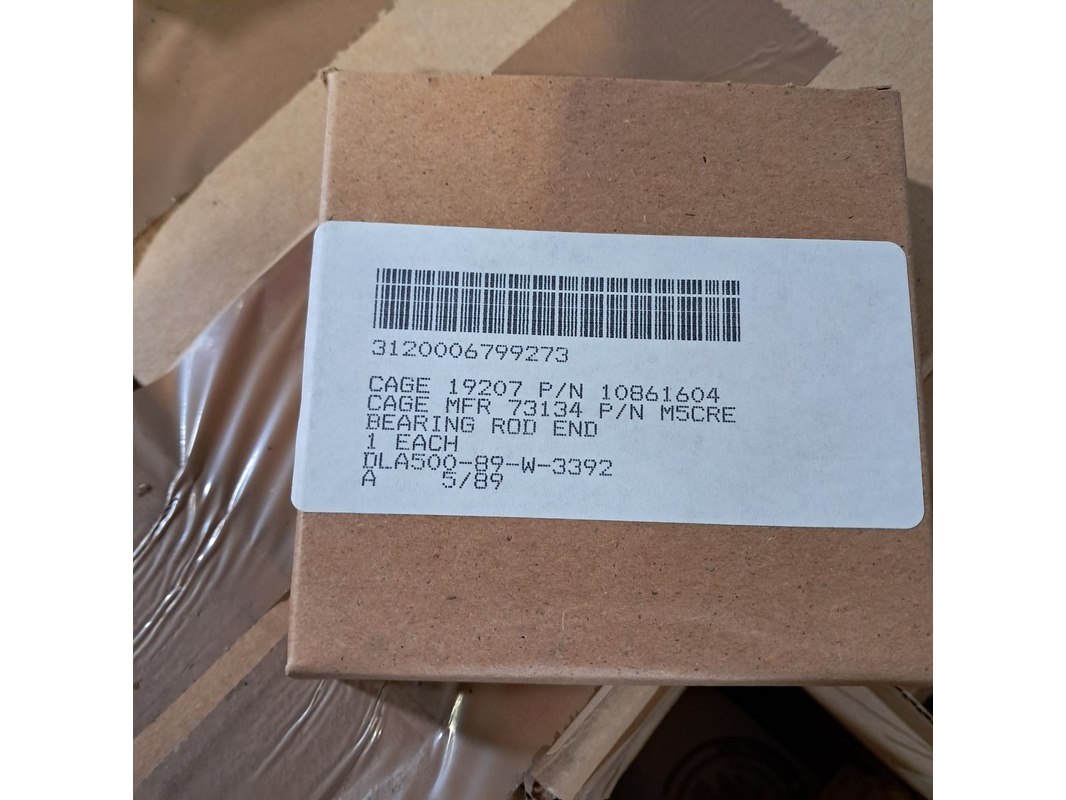 3120006799273
CAGE 19207 P/N 10861604
CAGE MFR 73134 P/N M5CRE
BEARING ROD END
1 EACH
DLA500-89-W-3392
A 5/89